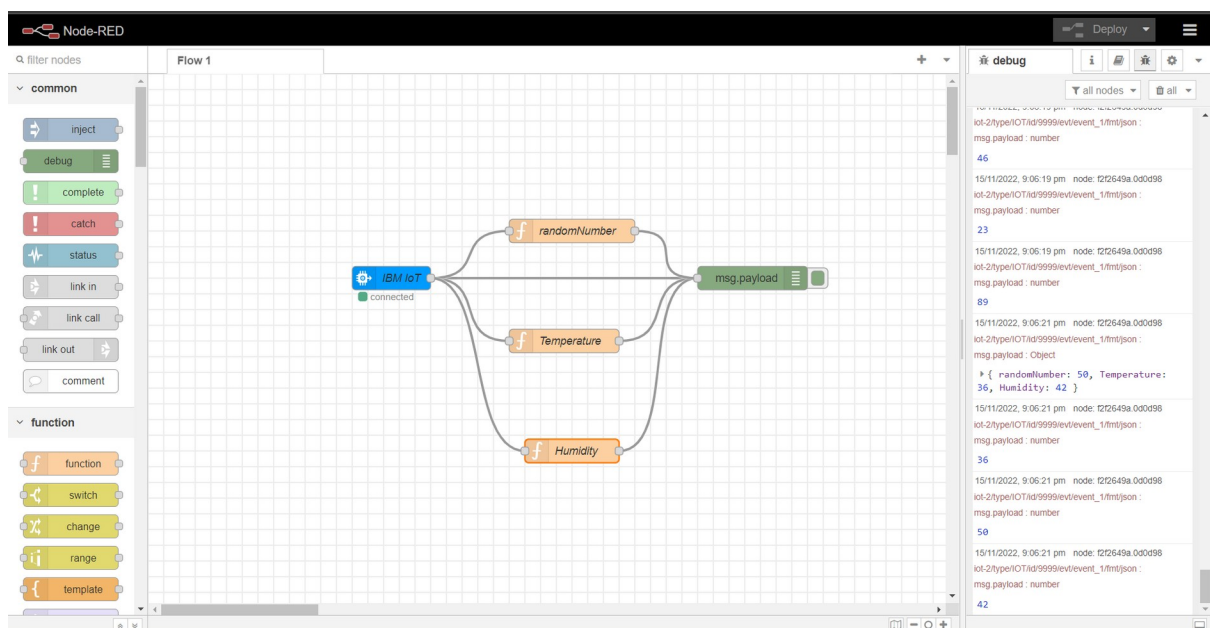 Node-RED
Deploy
filter nodes
common
inject
debug
complete
catch
status
link in
link call
link out
comment
function
function
switch
change
range
template
Flow 1
IBM IoT
connected
randomNumber
Temperature
Humidity
msg.payload
debug
all nodes
all
iot-2/type/IOT/id/9999/evt/event_1/fmt/json :
msg.payload : number
46
15/11/2022, 9:06:19 pm node: f2f2649a.0d0d98
iot-2/type/IOT/id/9999/evt/event_1/fmt/json :
msg.payload : number
23
15/11/2022, 9:06:19 pm node: f2f2649a.0d0d98
iot-2/type/IOT/id/9999/evt/event_1/fmt/json :
msg.payload : number
89
15/11/2022, 9:06:21 pm node: f2f2649a.0d0d98
iot-2/type/IOT/id/9999/evt/event_1/fmt/json :
msg.payload : Object
{ randomNumber: 50, Temperature:
36, Humidity: 42 }
15/11/2022, 9:06:21 pm node: f2f2649a.0d0d98
iot-2/type/IOT/id/9999/evt/event_1/fmt/json :
msg.payload : number
36
15/11/2022, 9:06:21 pm node: f2f2649a.0d0d98
iot-2/type/IOT/id/9999/evt/event_1/fmt/json :
msg.payload : number
50
15/11/2022, 9:06:21 pm node: f2f2649a.0d0d98
iot-2/type/IOT/id/9999/evt/event_1/fmt/json :
msg.payload : number
42